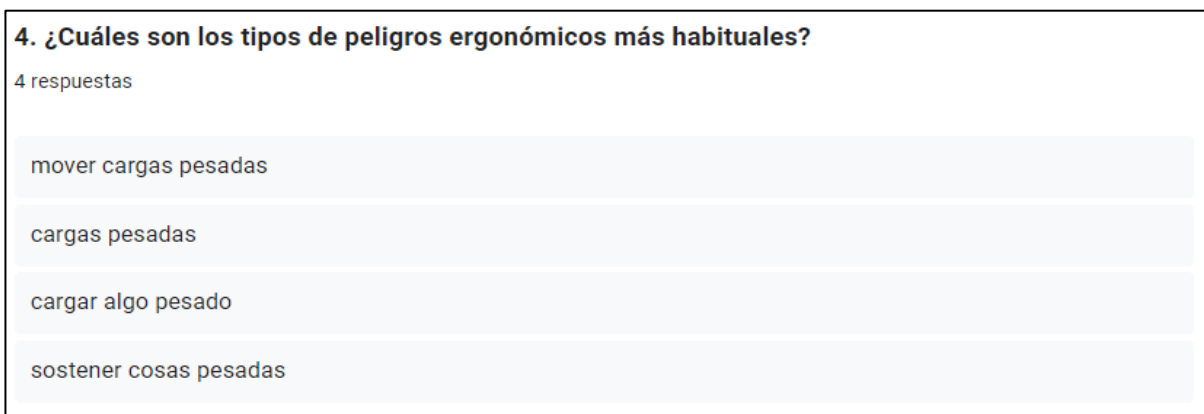 4. ¿Cuáles son los tipos de peligros ergonómicos más habituales?
4 respuestas
mover cargas pesadas
cargas pesadas
cargar algo pesado
sostener cosas pesadas